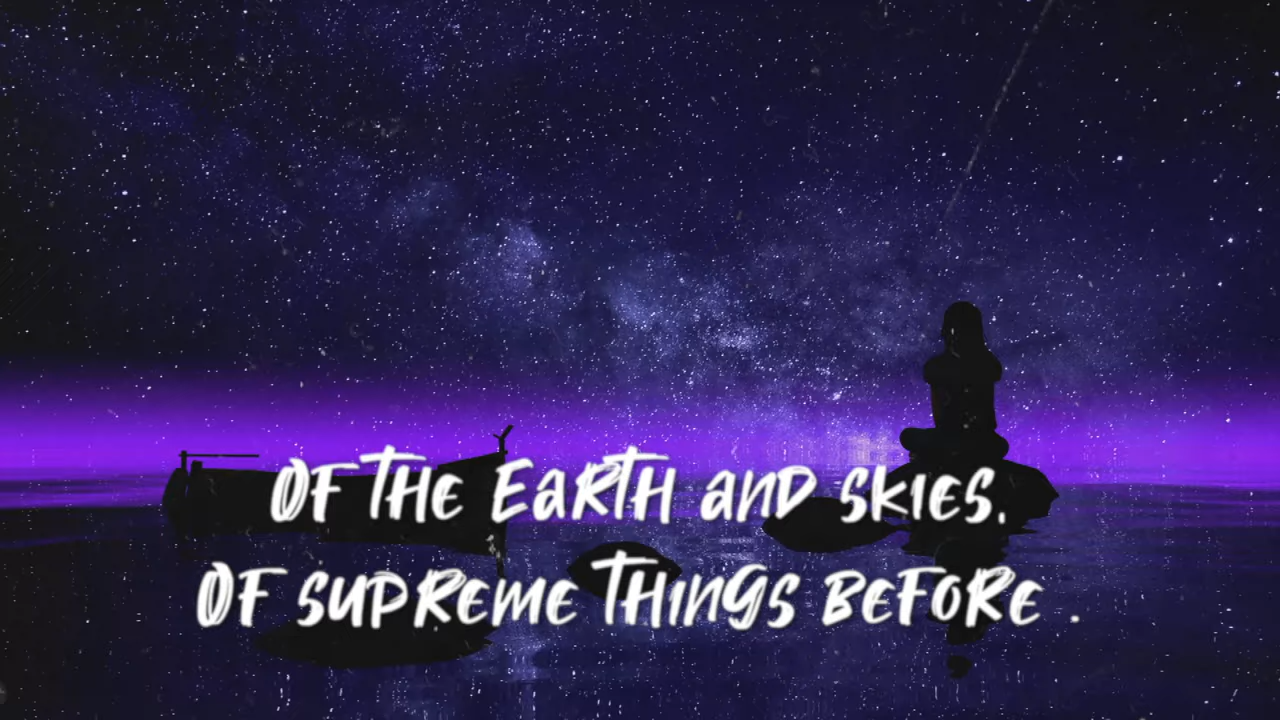 OF THE EARTH AND SKIES.
OF SUPREME THINGS BEFORE .